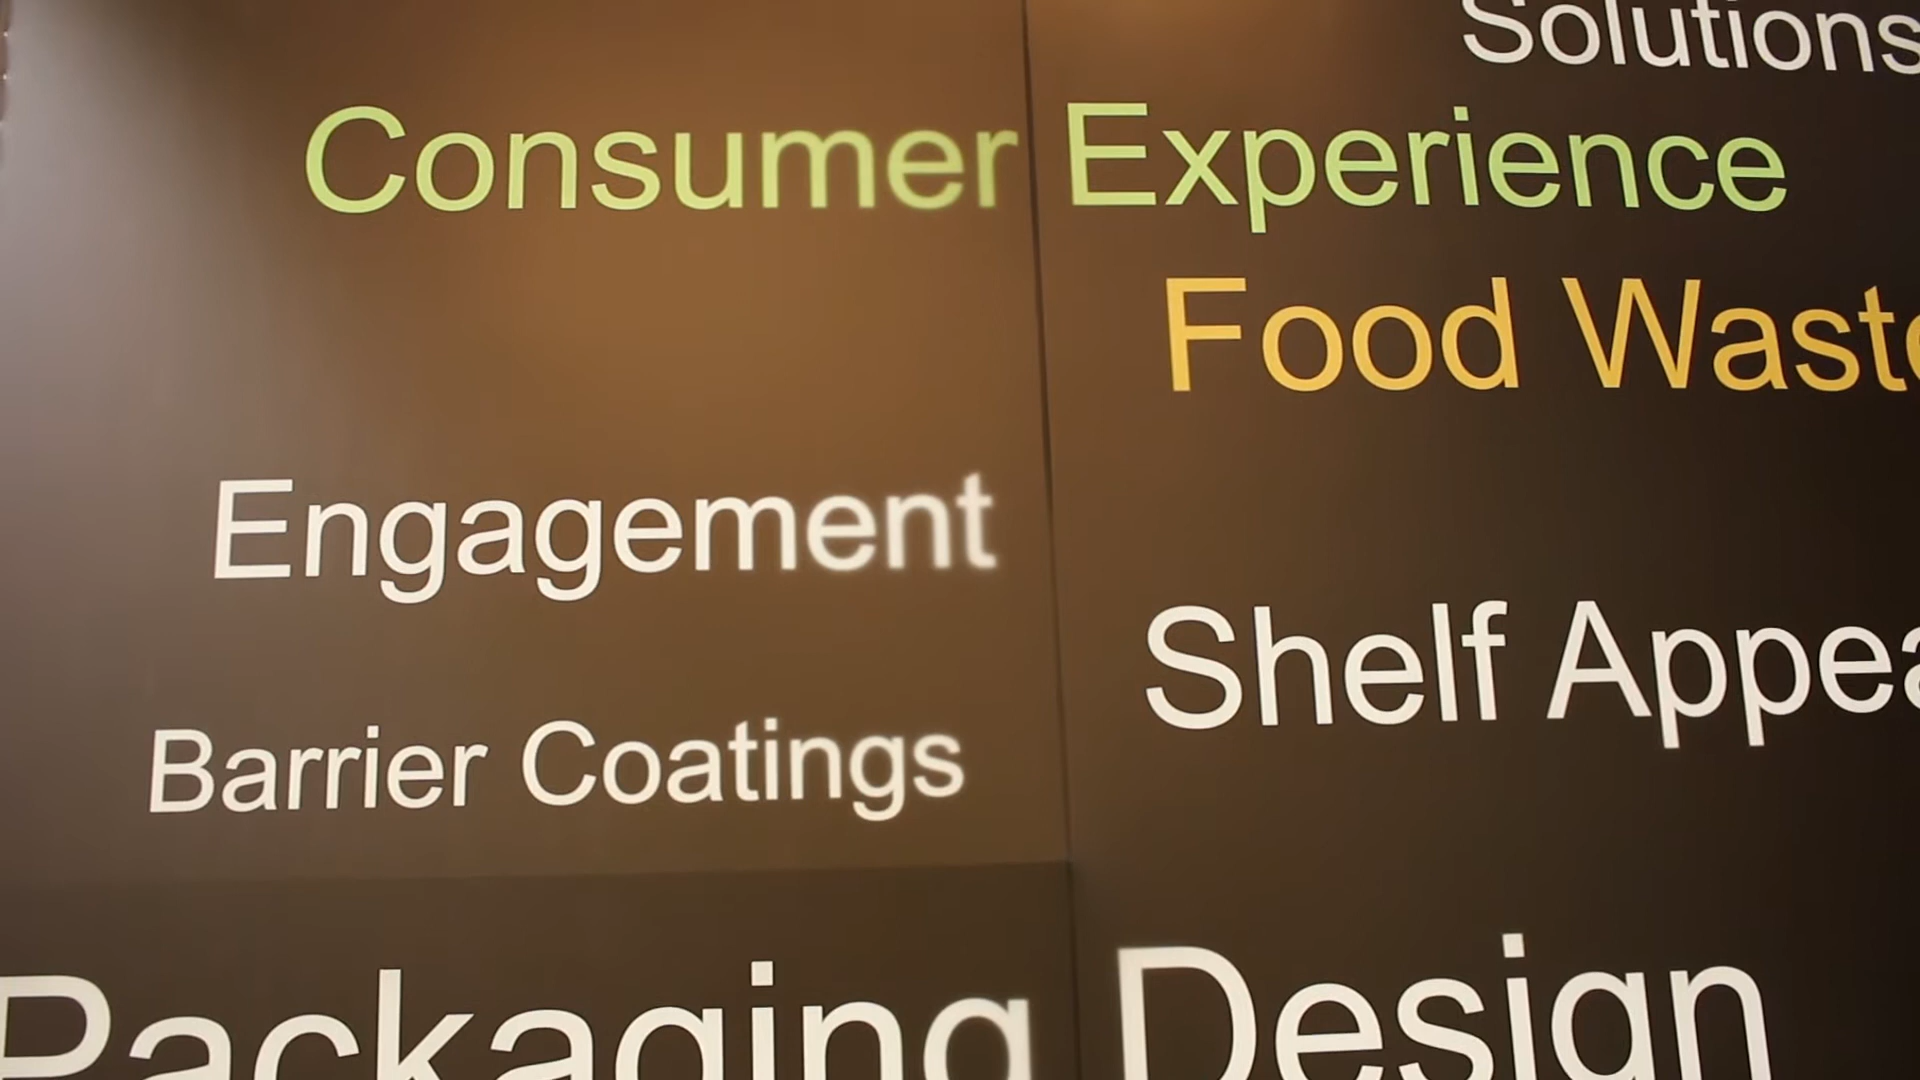 Solutions
Consumer Experience
Food Waste
Engagement
Shelf Appea
Barrier Coatings
Packaging Design